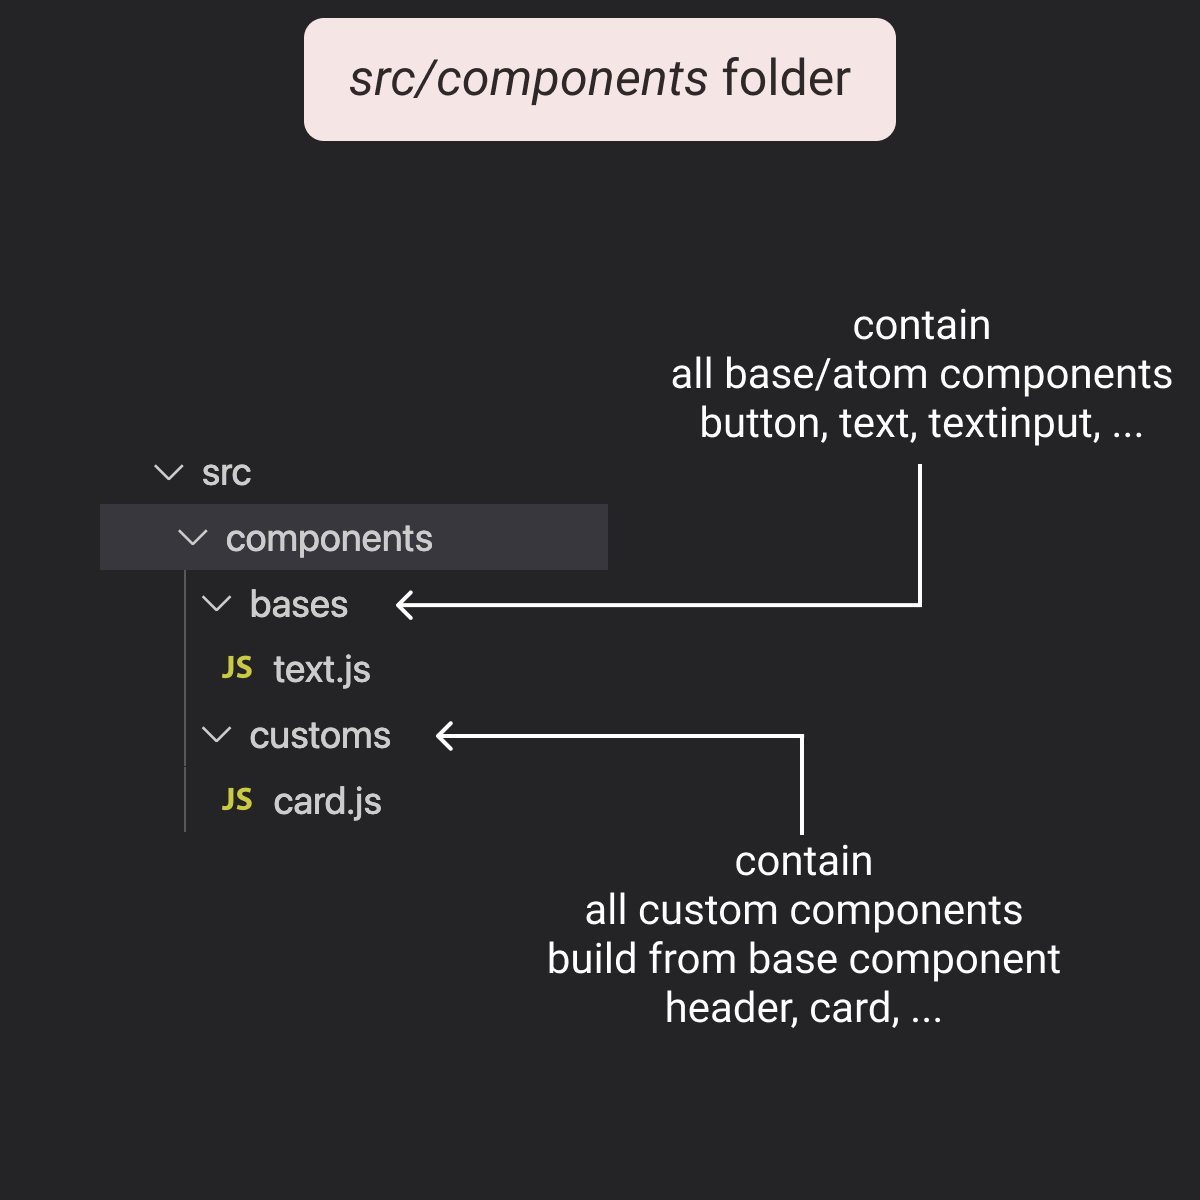 src/components folder
contain
all base/atom components
button, text, textinput, ...
src
components
bases
JS text.js
customs
JS card.js
contain
all custom components
build from base component
header, card, ...